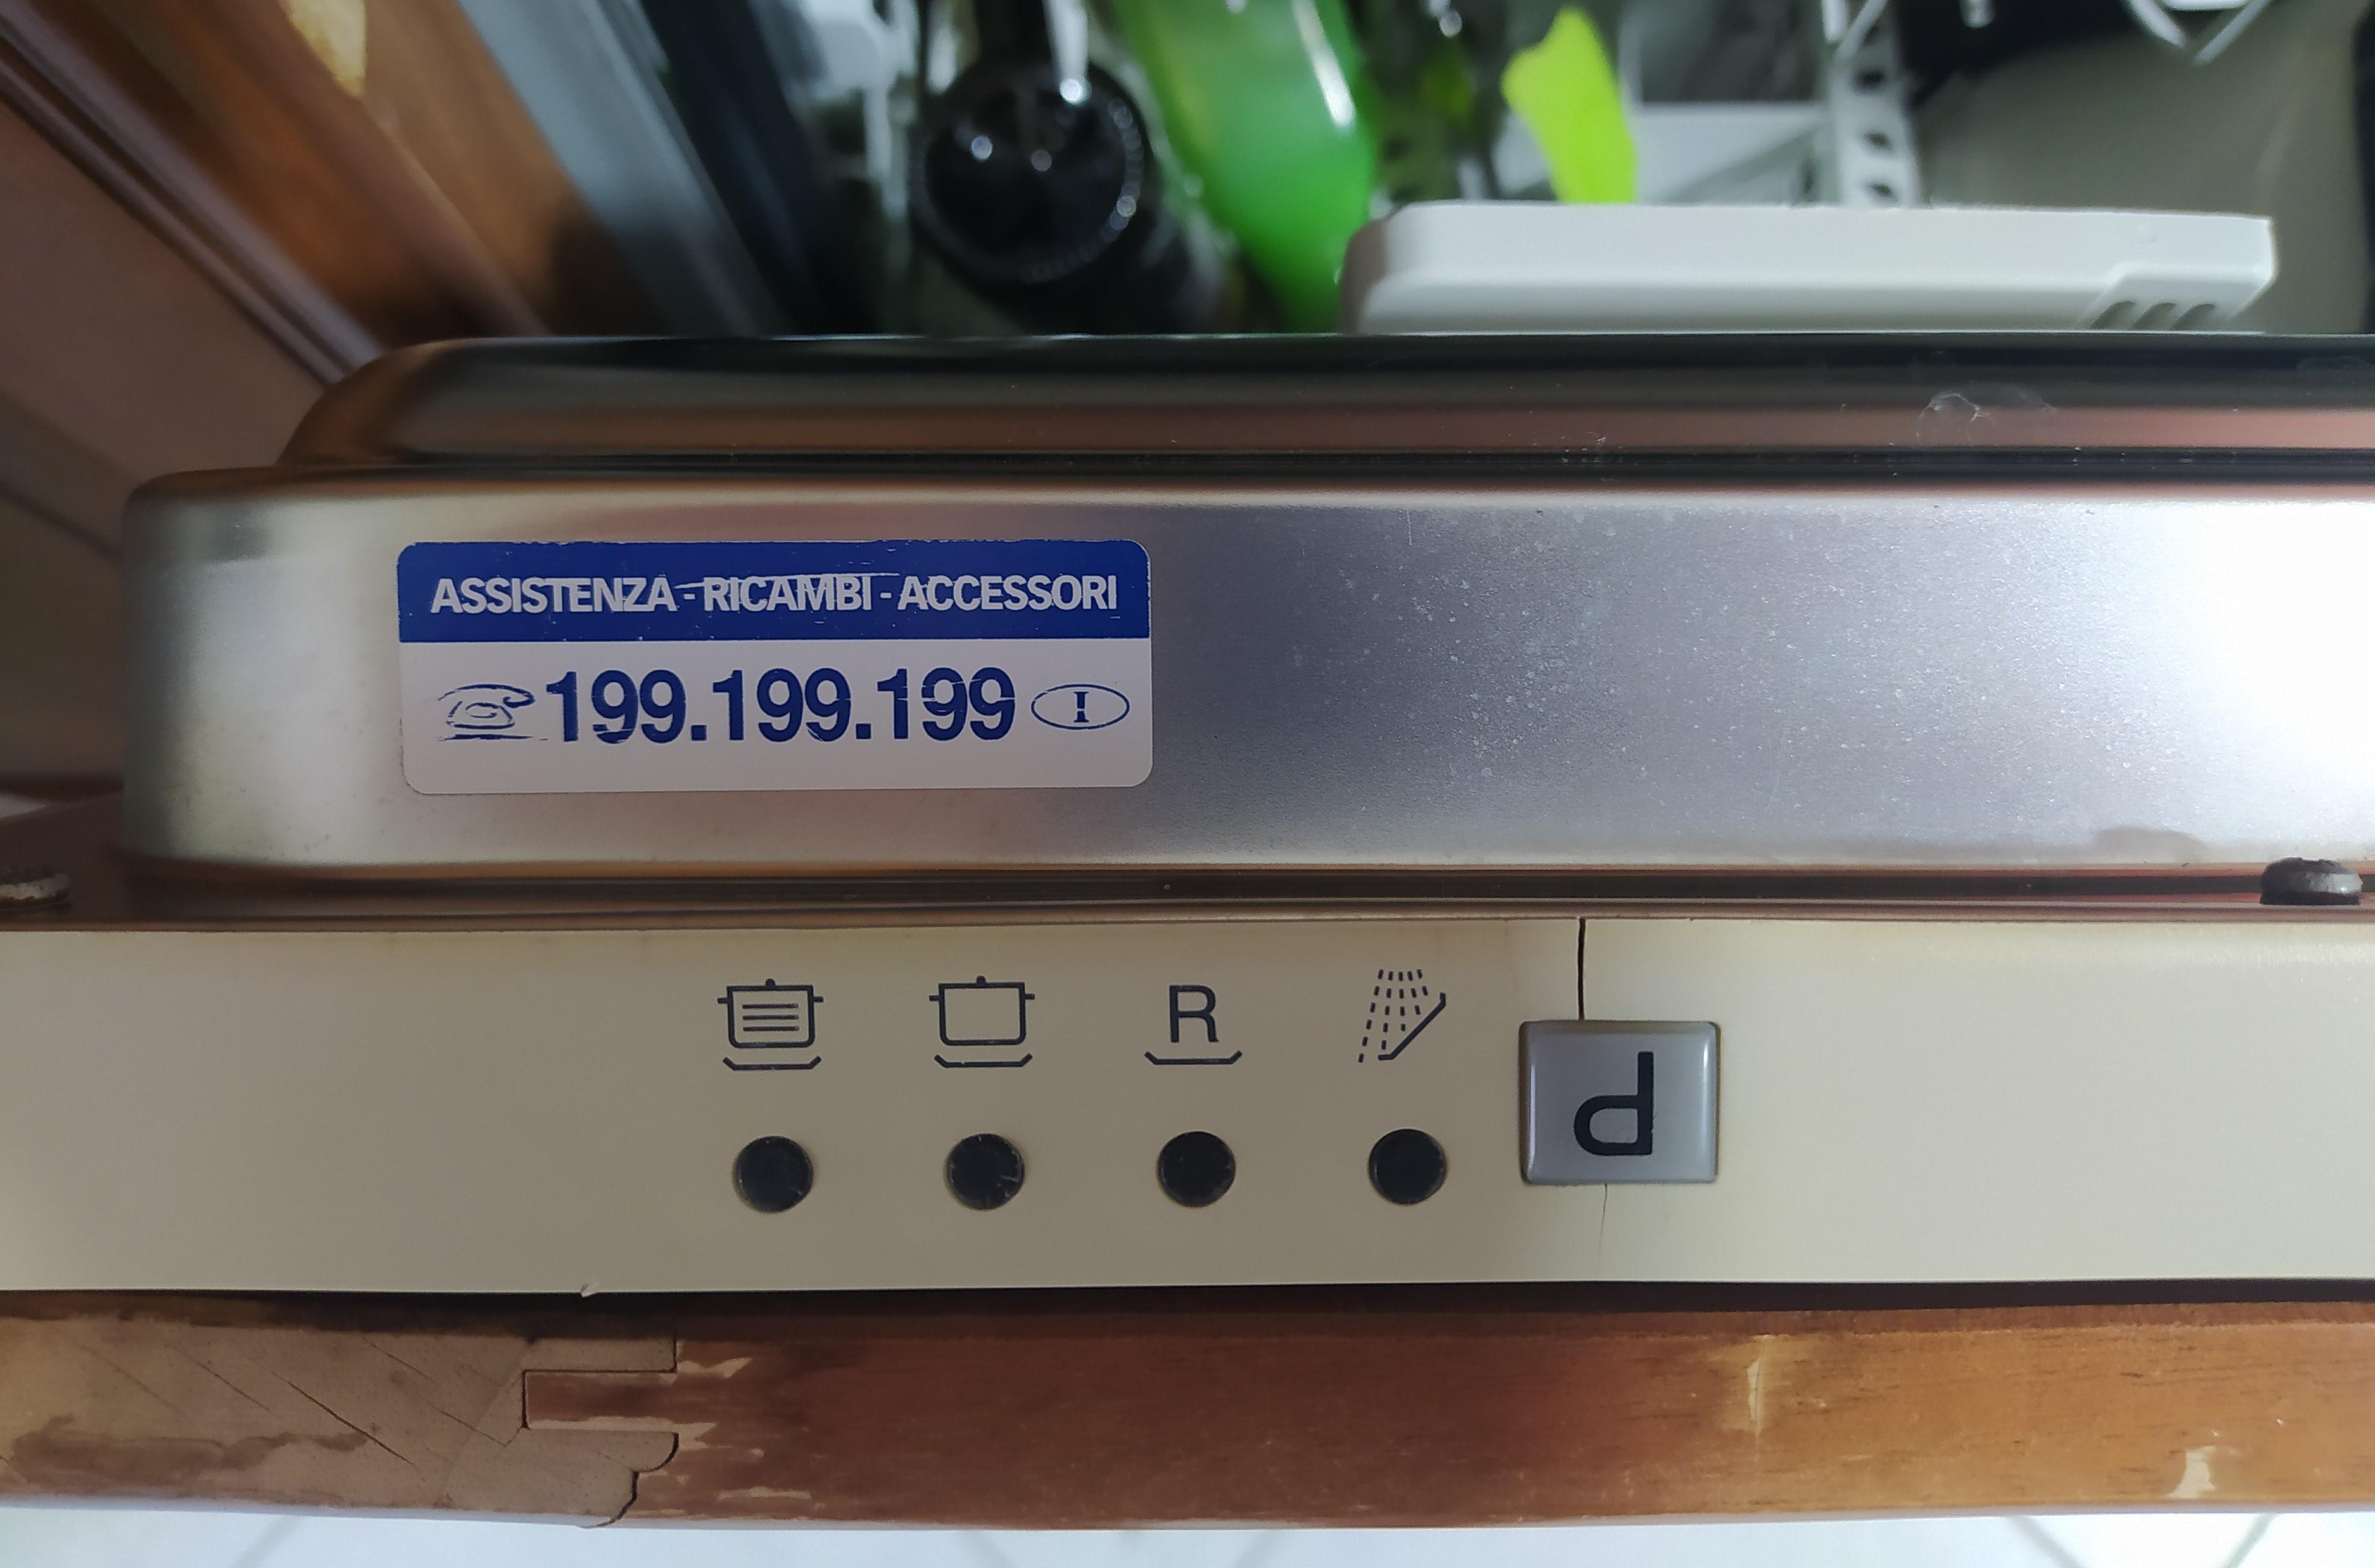 ASSISTENZA - RICAMBI - ACCESSORI
199.199.199 I
R
P